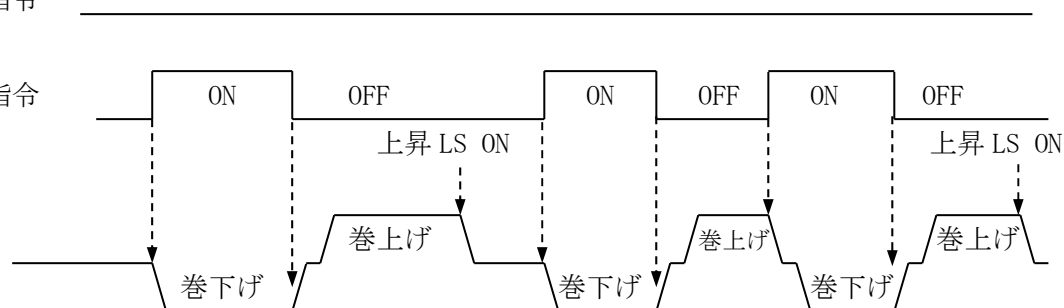 指令
指令 ON OFF ON OFF ON OFF
上昇 LS ON 上昇 LS ON
巻上げ 巻上げ 巻上げ
巻下げ 巻下げ 巻下げ